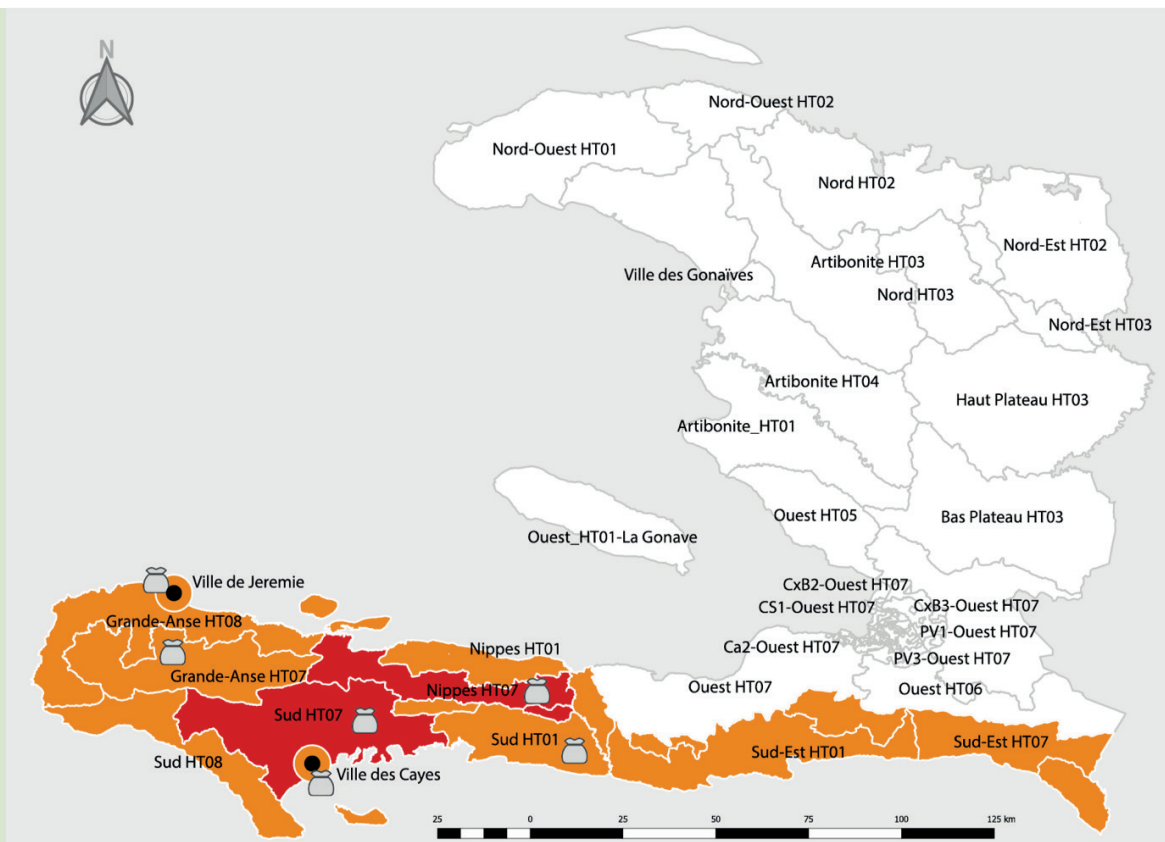 N
Nord-Ouest HT02
Nord-Ouest HT01
Nord HT02
Nord-Est HT02
Artibonite HT03
Ville des Gonaïves
Nord HT03
Nord-Est HT03
Artibonite HT04
Haut Plateau HT03
Artibonite_HT01
Ouest HT05
Bas Plateau HT03
Ouest_HT01-La Gonave
Ville de Jeremie
CxB2-Ouest HT07
CS1-Ouest HT07
CxB3-Ouest HT07
Grande-Anse HT08
PV1-Ouest HT07
Ca2-Ouest HT07
Nippes HT01
PV3-Ouest HT07
Grande-Anse HT07
Nippes HT07
Ouest HT07
Ouest HT06
Sud HT07
Sud HT01
Sud-Est HT01
Sud-Est HT07
Sud HT08
Ville des Cayes
25 0 25 50 75 100 125 km